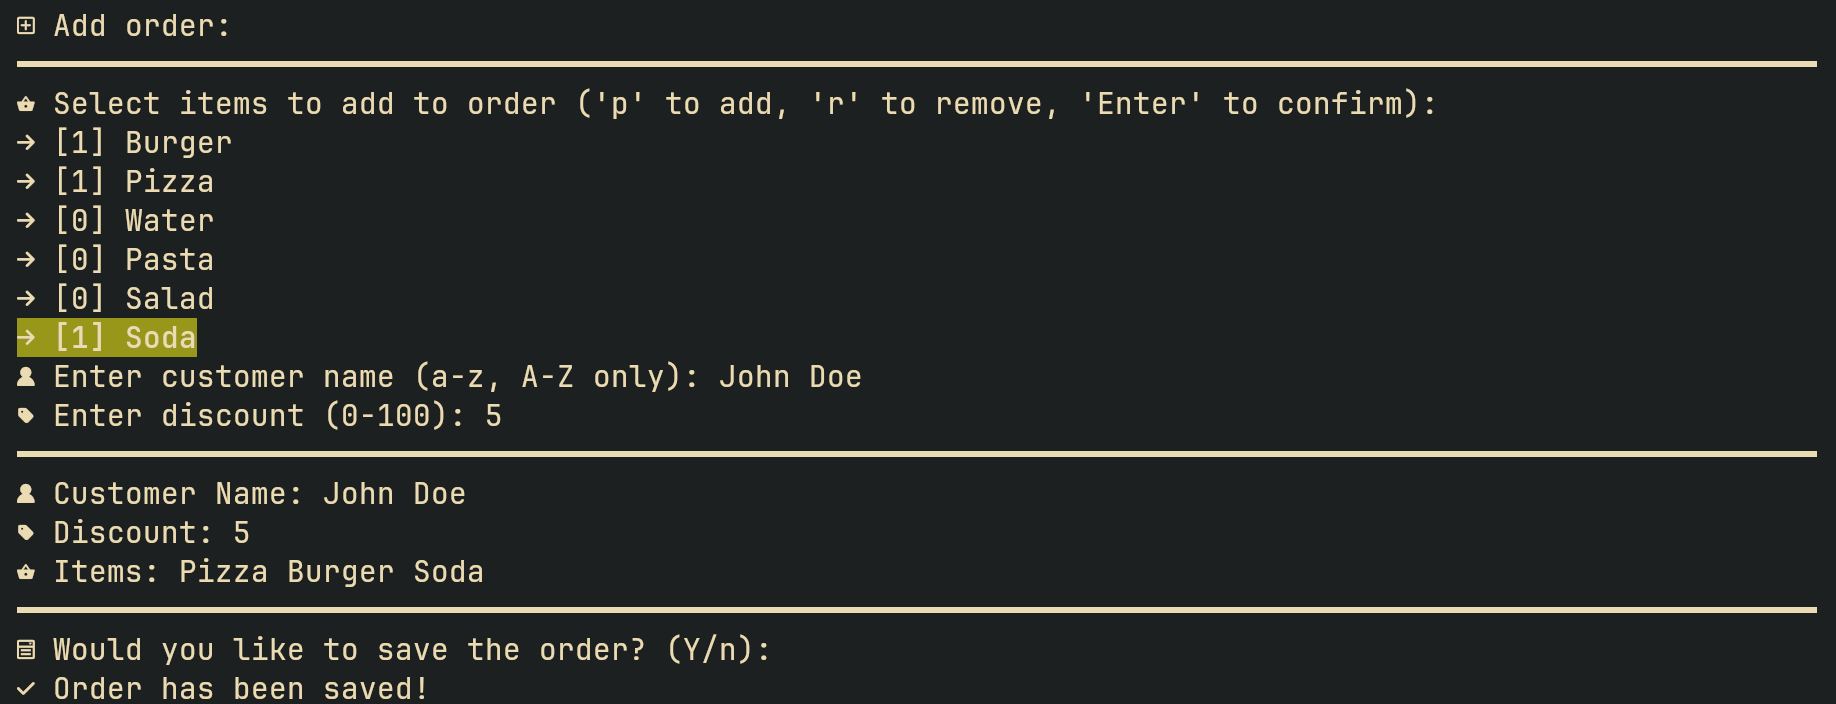 Add order:
Select items to add to order ('p' to add, 'r' to remove, 'Enter' to confirm):
→ [1] Burger
→ [1] Pizza
→ [0] Water
→ [0] Pasta
→ [0] Salad
→ [1] Soda
Enter customer name (a-z, A-Z only): John Doe
Enter discount (0-100): 5
Customer Name: John Doe
Discount: 5
Items: Pizza Burger Soda
Would you like to save the order? (Y/n):
✓ Order has been saved!